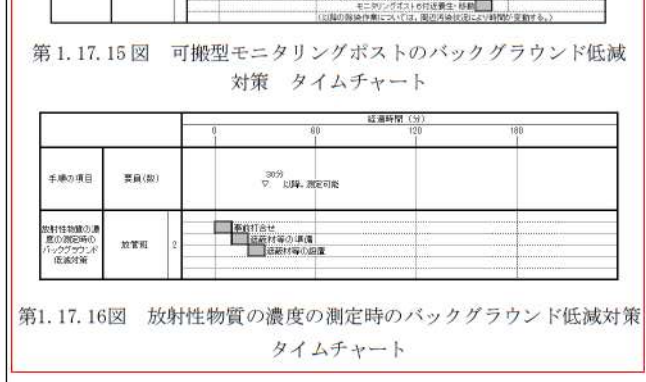 モニタリングポスト6付近養生・移動
(以降の除染作業については、周辺汚染状況により時間が変動する。)
第1.17.15図　可搬型モニタリングポストのバックグラウンド低減
対策　タイムチャート
経過時間（分）
0 60 120 180
手順の項目 要員(数)
30分
▽ 以降、測定可能
放射性物質の濃度の測定時のバックグラウンド低減対策
放管班 2
事前打合せ
遮蔽材等の準備
遮蔽材等の設置
第1.17.16図　放射性物質の濃度の測定時のバックグラウンド低減対策
タイムチャート